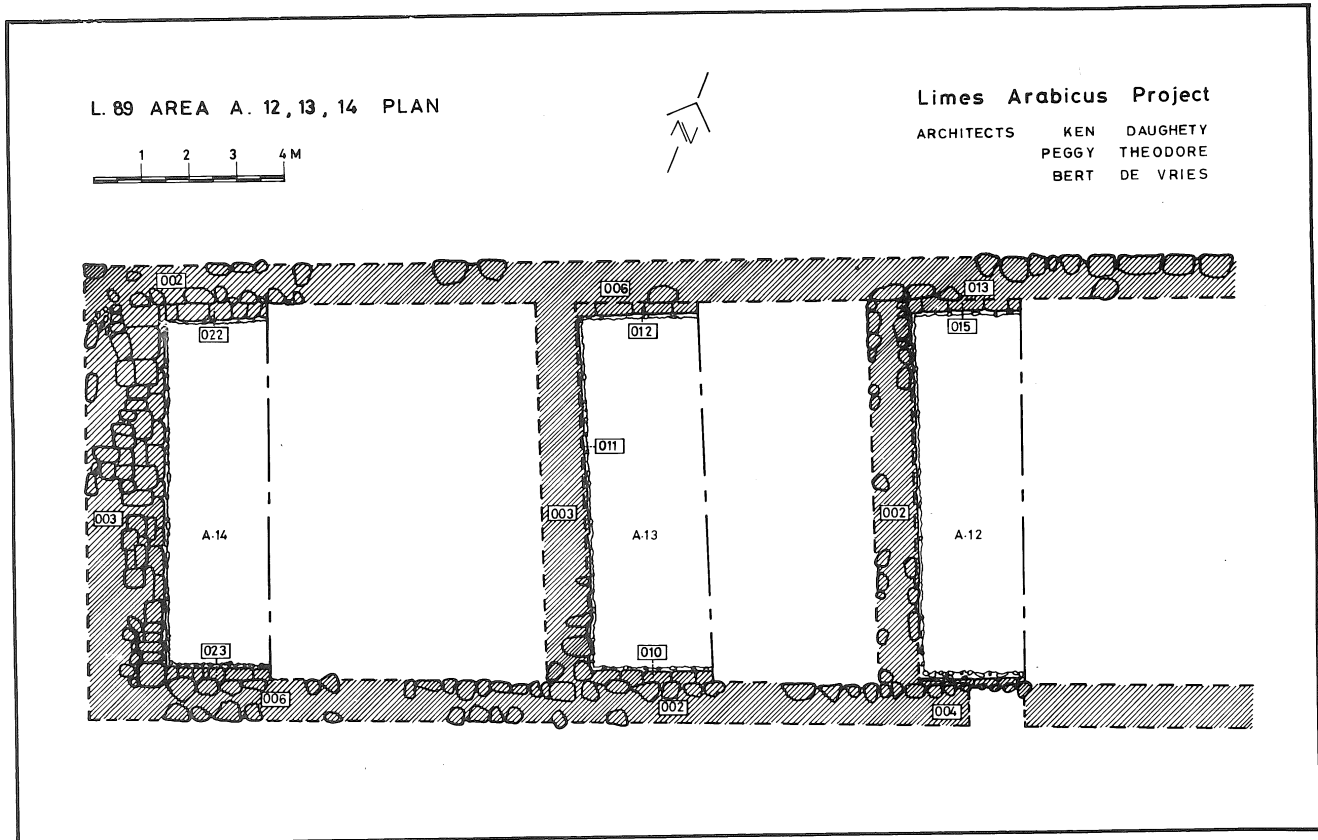 L. 89 AREA A. 12, 13, 14 PLAN
1 2 3 4 M
Limes Arabicus Project
ARCHITECTS KEN DAUGHETY
PEGGY THEODORE
BERT DE VRIES
002
006
013
022
012
015
011
003
003
002
A.14
A.13
A.12
023
010
006
002
004